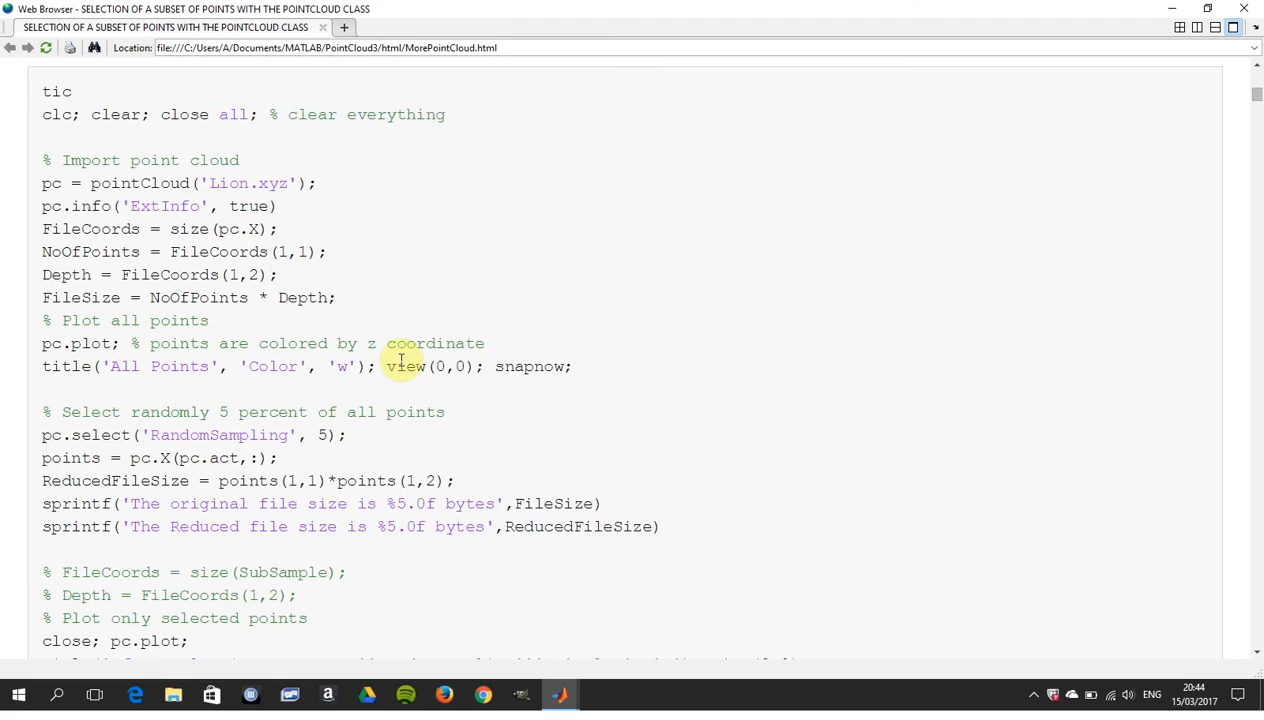 Web Browser - SELECTION OF A SUBSET OF POINTS WITH THE POINTCLOUD CLASS
SELECTION OF A SUBSET OF POINTS WITH THE POINTCLOUD CLASS
Location: file:///C:/Users/A/Documents/MATLAB/PointCloud3/html/MorePointCloud.html
tic
clc; clear; close all; % clear everything
% Import point cloud
pc = pointCloud('Lion.xyz');
pc.info('ExtInfo', true)
FileCoords = size(pc.X);
NoOfPoints = FileCoords(1,1);
Depth = FileCoords(1,2);
FileSize = NoOfPoints * Depth;
% Plot all points
pc.plot; % points are colored by z coordinate
title('All Points', 'Color', 'w'); view(0,0); snapnow;
% Select randomly 5 percent of all points
pc.select('RandomSampling', 5);
points = pc.X(pc.act,:);
ReducedFileSize = points(1,1)*points(1,2);
sprintf('The original file size is %5.0f bytes',FileSize)
sprintf('The Reduced file size is %5.0f bytes',ReducedFileSize)
% FileCoords = size(SubSample);
% Depth = FileCoords(1,2);
% Plot only selected points
close; pc.plot;
ENG
20:44
15/03/2017